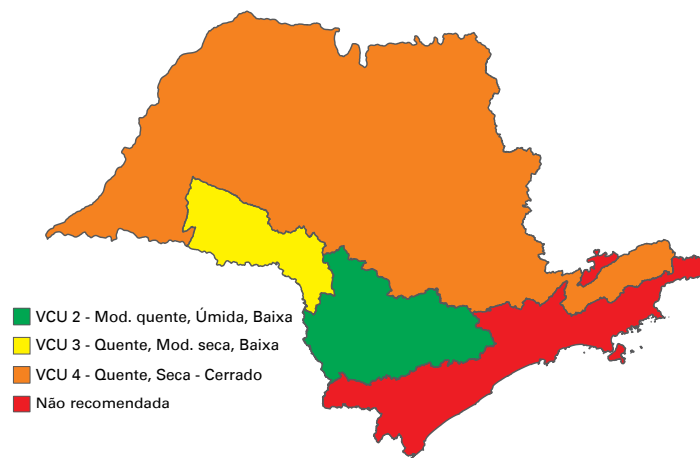 VCU 2 - Mod. quente, Úmida, Baixa
VCU 3 - Quente, Mod. seca, Baixa
VCU 4 - Quente, Seca - Cerrado
Não recomendada